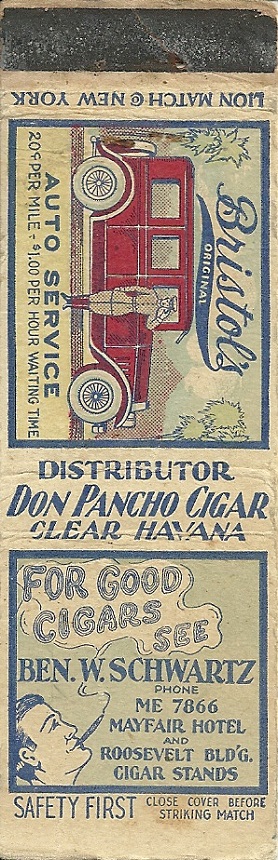 LION MATCH © NEW YORK
Bristol's
ORIGINAL
AUTO SERVICE
20¢ PER MILE - $1.00 PER HOUR WAITING TIME
DISTRIBUTOR
DON PANCHO CIGAR
CLEAR HAVANA
FOR GOOD
CIGARS
SEE
BEN. W. SCHWARTZ
PHONE
ME 7866
MAYFAIR HOTEL
AND
ROOSEVELT BLD'G.
CIGAR STANDS
SAFETY FIRST CLOSE COVER BEFORE
STRIKING MATCH